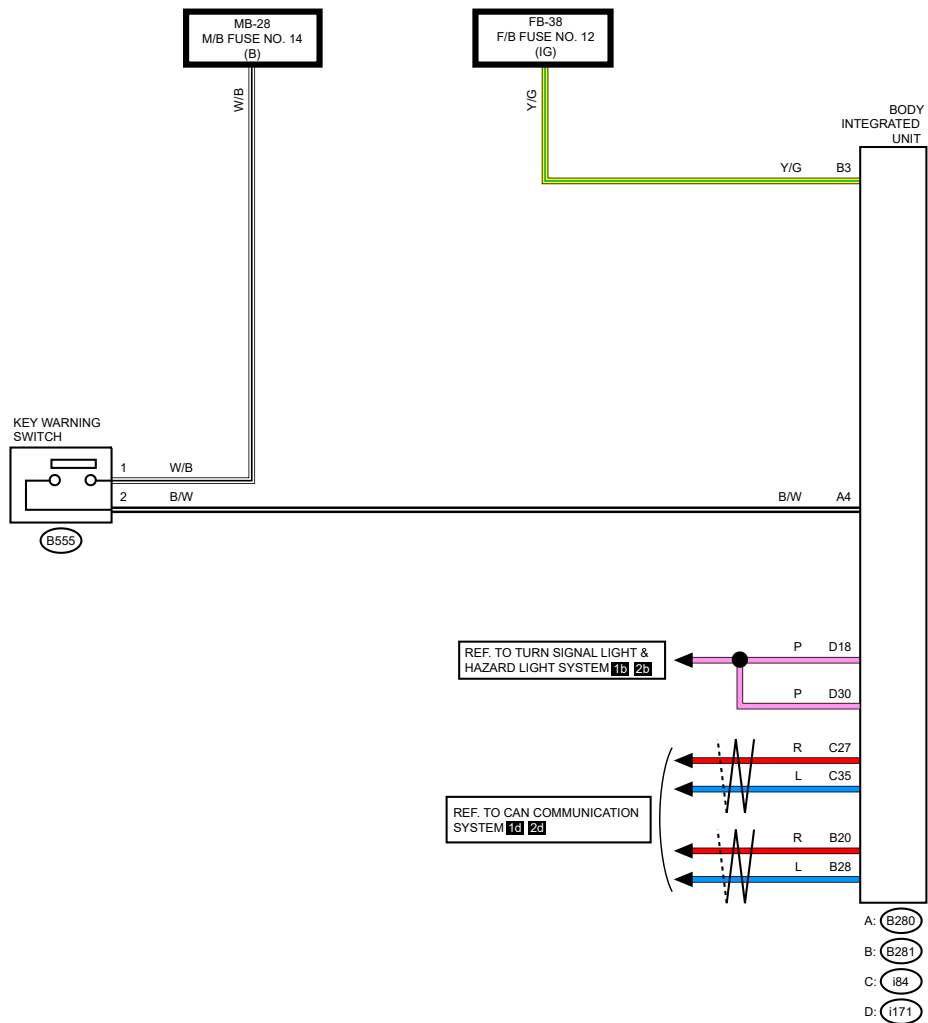 MB-28
M/B FUSE NO. 14
(B)
FB-38
F/B FUSE NO. 12
(IG)
W/B
Y/G
BODY
INTEGRATED
UNIT
Y/G B3
KEY WARNING
SWITCH
1 W/B
2 B/W
B/W A4
B555
REF. TO TURN SIGNAL LIGHT &
HAZARD LIGHT SYSTEM 1b 2b
P D18
P D30
R C27
L C35
REF. TO CAN COMMUNICATION
SYSTEM 1d 2d
R B20
L B28
A: B280
B: B281
C: i84
D: i171